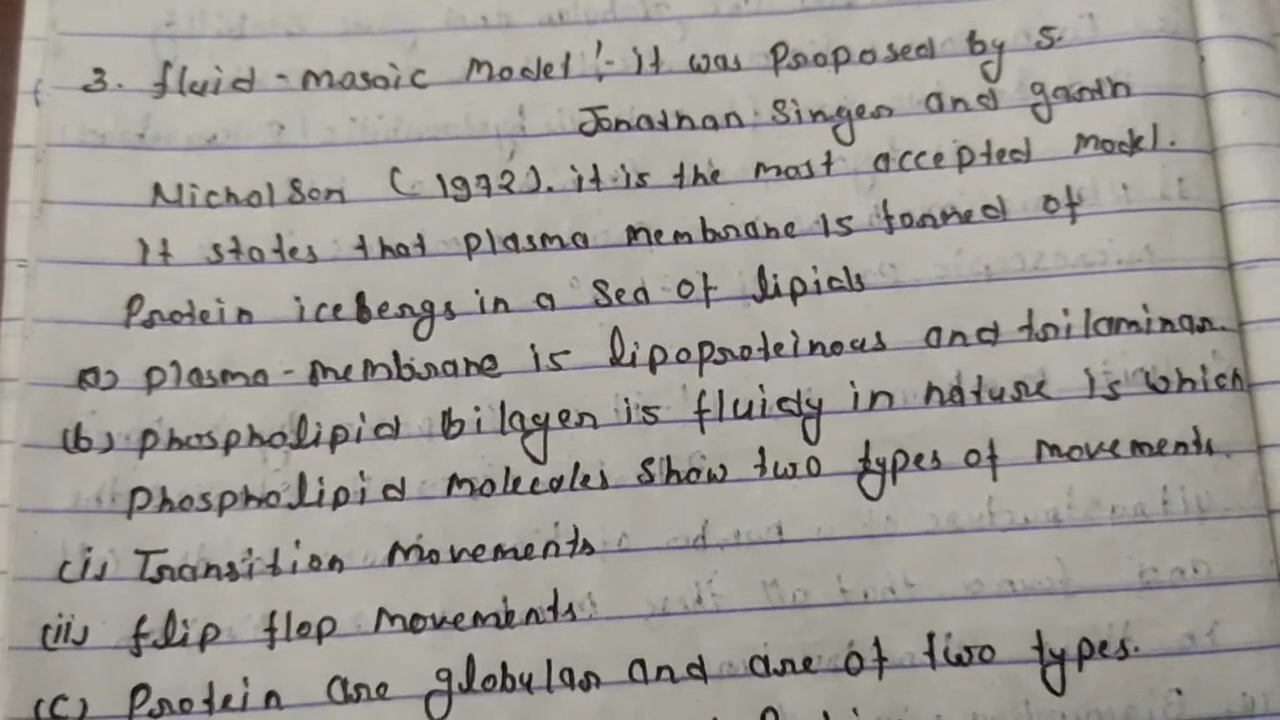 3. fluid-masaic Model :- it was Proposed by S.
Jonathan Singer and garth
Nicholson (1972). it is the most accepted model.
It states that plasma membrane is formed of
Protein icebergs in a sea of lipids
(a) plasma-membrane is lipoproteinous and trilaminar.
(b) phospholipid bilayer is fluidy in nature is which
Phospholipid molecules show two types of movements.
(i) Transition movements
(ii) flip flop movements
(c) Protein are globular and are of two types.